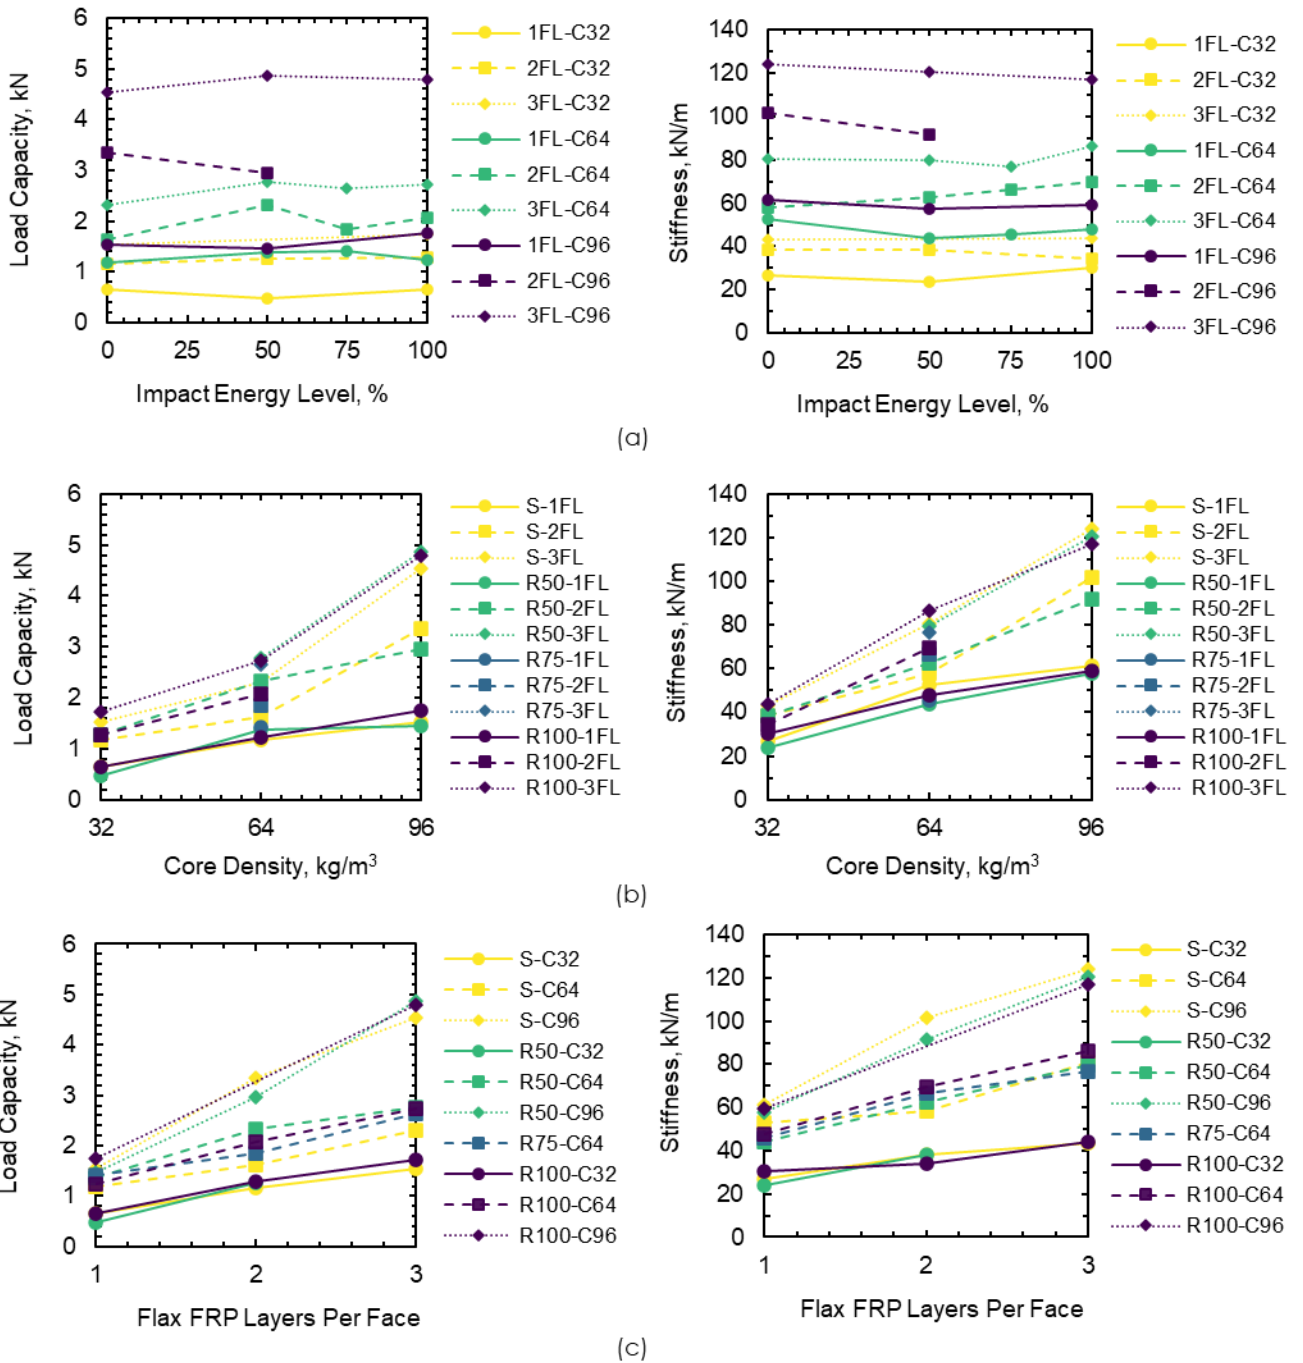 6
5
4
3
2
1
0
Load Capacity, kN
0 25 50 75 100
Impact Energy Level, %
1FL-C32
2FL-C32
3FL-C32
1FL-C64
2FL-C64
3FL-C64
1FL-C96
2FL-C96
3FL-C96
140
120
100
80
60
40
20
0
Stiffness, kN/m
0 25 50 75 100
Impact Energy Level, %
1FL-C32
2FL-C32
3FL-C32
1FL-C64
2FL-C64
3FL-C64
1FL-C96
2FL-C96
3FL-C96
(a)
6
5
4
3
2
1
0
Load Capacity, kN
32 64 96
Core Density, kg/m³
S-1FL
S-2FL
S-3FL
R50-1FL
R50-2FL
R50-3FL
R75-1FL
R75-2FL
R75-3FL
R100-1FL
R100-2FL
R100-3FL
140
120
100
80
60
40
20
0
Stiffness, kN/m
32 64 96
Core Density, kg/m³
S-1FL
S-2FL
S-3FL
R50-1FL
R50-2FL
R50-3FL
R75-1FL
R75-2FL
R75-3FL
R100-1FL
R100-2FL
R100-3FL
(b)
6
5
4
3
2
1
0
Load Capacity, kN
1 2 3
Flax FRP Layers Per Face
S-C32
S-C64
S-C96
R50-C32
R50-C64
R50-C96
R75-C64
R100-C32
R100-C64
R100-C96
140
120
100
80
60
40
20
0
Stiffness, kN/m
1 2 3
Flax FRP Layers Per Face
S-C32
S-C64
S-C96
R50-C32
R50-C64
R50-C96
R75-C64
R100-C32
R100-C64
R100-C96
(c)